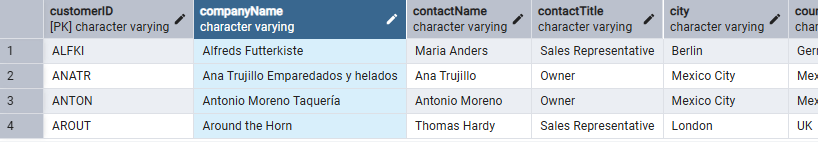 customerID companyName contactName contactTitle city
[PK] character varying character varying character varying character varying character varying
1 ALFKI Alfreds Futterkiste Maria Anders Sales Representative Berlin
2 ANATR Ana Trujillo Emparedados y helados Ana Trujillo Owner Mexico City
3 ANTON Antonio Moreno Taquería Antonio Moreno Owner Mexico City
4 AROUT Around the Horn Thomas Hardy Sales Representative London UK